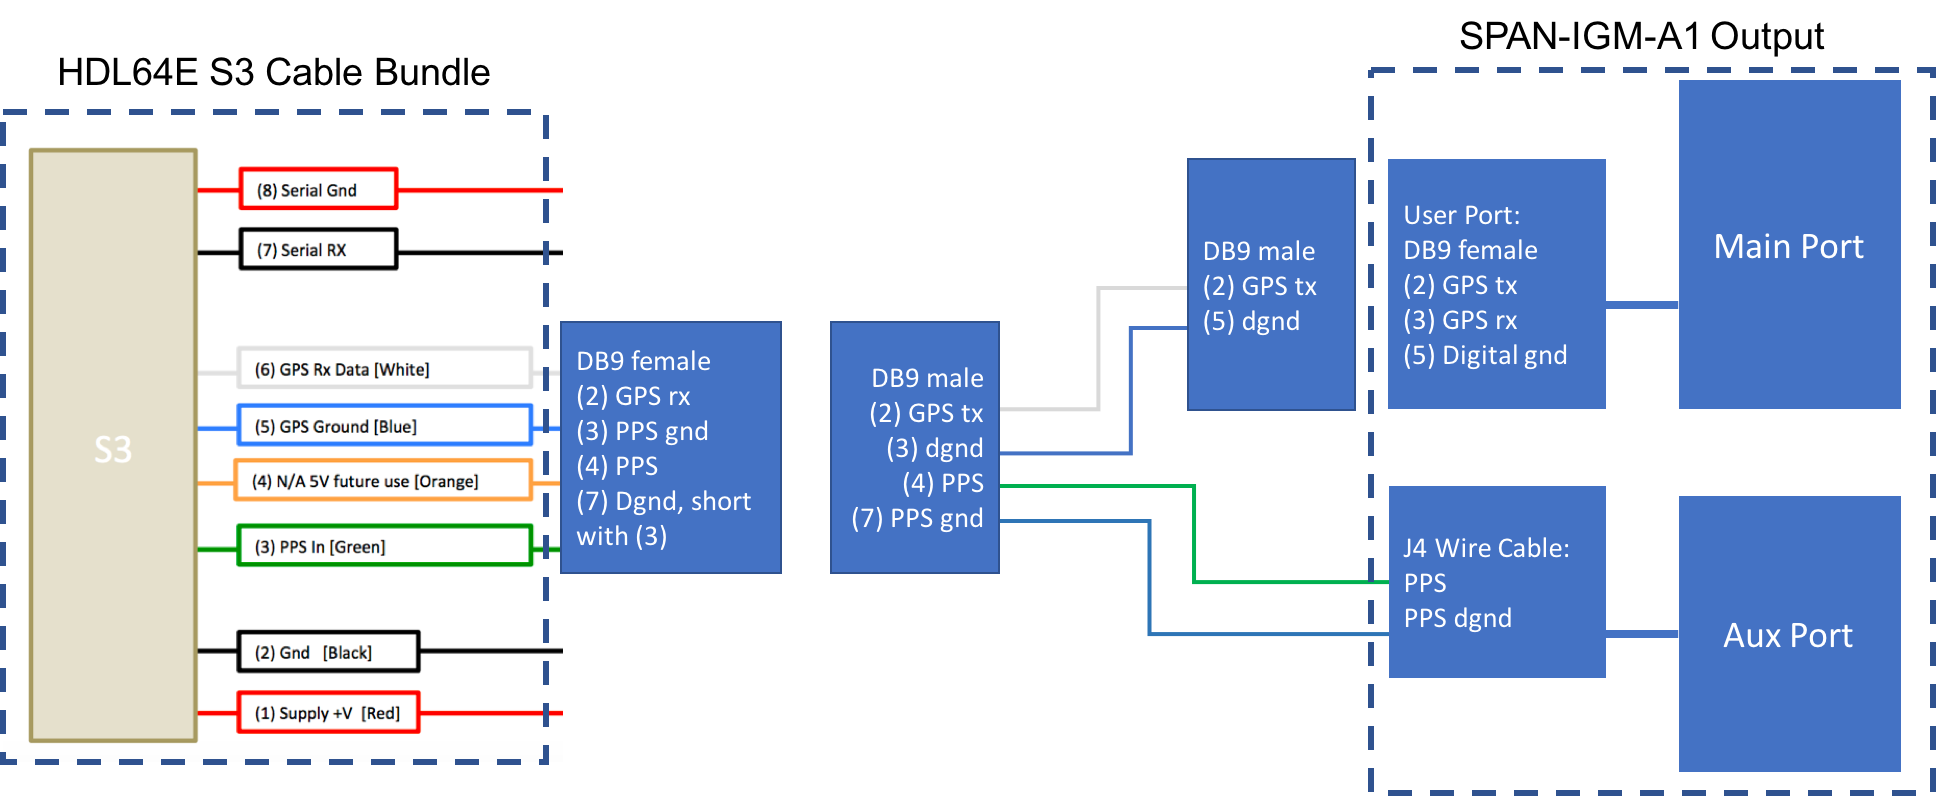 HDL64E S3 Cable Bundle
S3
(8) Serial Gnd
(7) Serial RX
(6) GPS Rx Data [White]
(5) GPS Ground [Blue]
(4) N/A 5V future use [Orange]
(3) PPS In [Green]
(2) Gnd [Black]
(1) Supply +V [Red]
DB9 female
(2) GPS rx
(3) PPS gnd
(4) PPS
(7) Dgnd, short
with (3)
DB9 male
(2) GPS tx
(3) dgnd
(4) PPS
(7) PPS gnd
DB9 male
(2) GPS tx
(5) dgnd
SPAN-IGM-A1 Output
User Port:
DB9 female
(2) GPS tx
(3) GPS rx
(5) Digital gnd
Main Port
J4 Wire Cable:
PPS
PPS dgnd
Aux Port